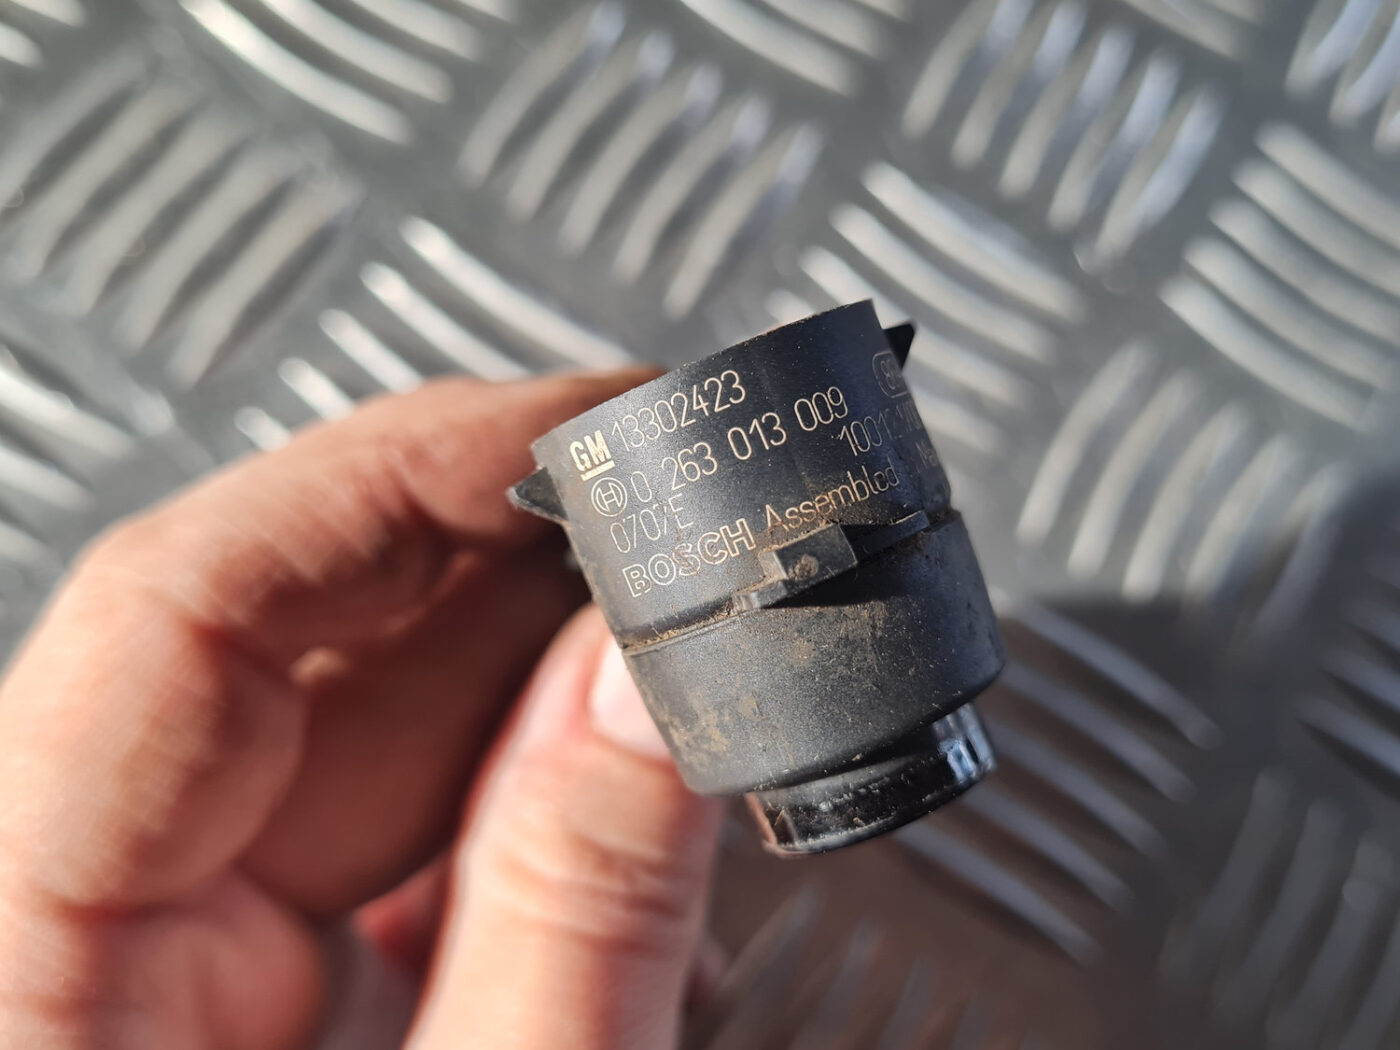 GM 13302423
0 263 013 009
0707E
BOSCH Assembled